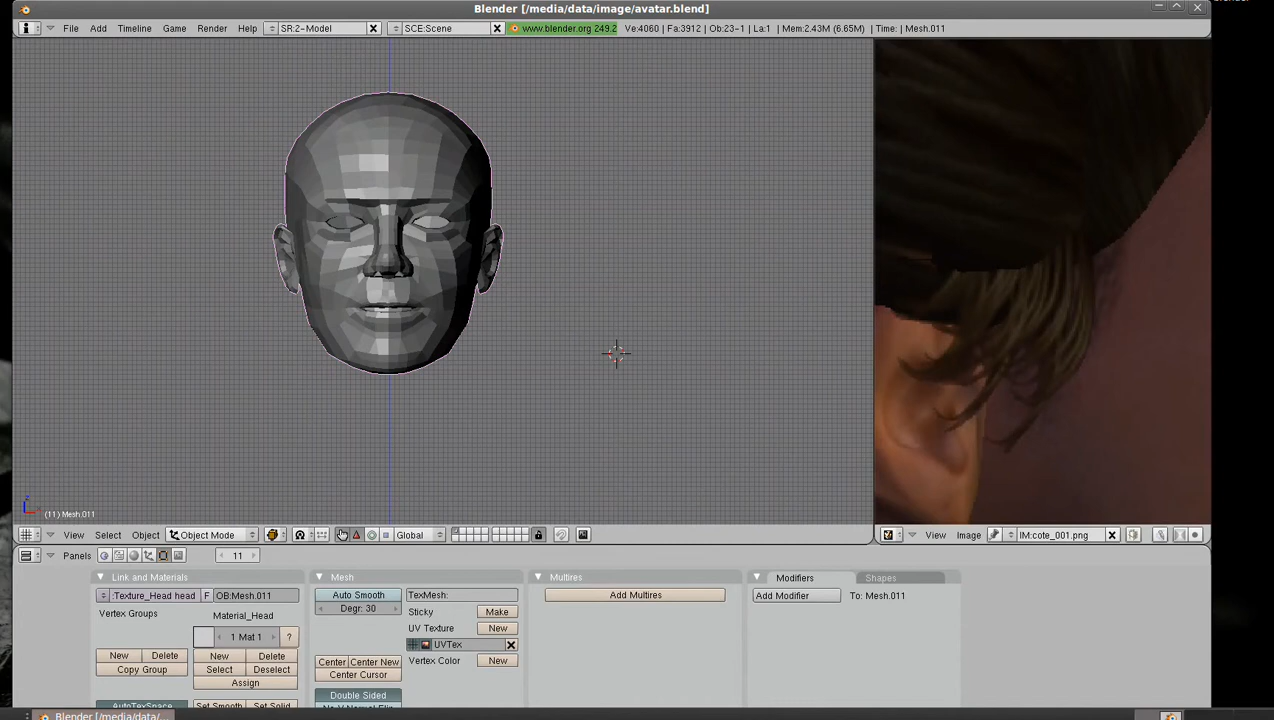 Blender [/media/data/image/avatar.blend]
File Add Timeline Game Render Help SR:2-Model SCE:Scene www.blender.org 249.2 Ve:4060 | Fa:3912 | Ob:23-1 | La:1 | Mem:2.43M (6.65M) | Time: | Mesh.011
(11) Mesh.011
View Select Object Object Mode Global View Image IM:cote_001.png
Panels 11
Link and Materials Mesh Multires Modifiers Shapes
:Texture_Head head F OB:Mesh.011 Auto Smooth TexMesh: Add Multires Add Modifier To: Mesh.011
Vertex Groups Material_Head Degr: 30 Sticky Make
1 Mat 1 ? UV Texture New
UVTex
New Delete New Delete Center Center New Vertex Color New
Copy Group Select Deselect Center Cursor
Assign
Double Sided
AutoTexSpace Set Smooth Set Solid No V.Normal Flip
Blender [/media/data/...